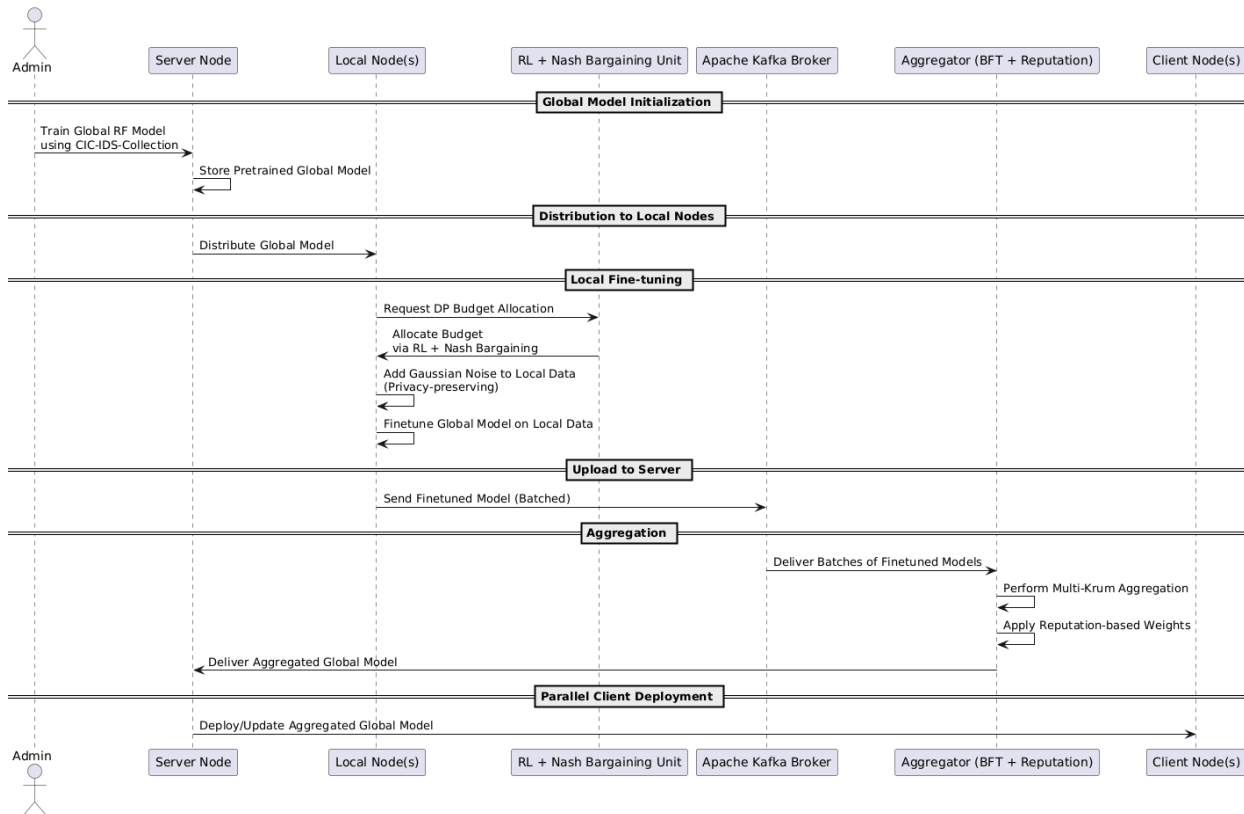 Admin
Server Node
Local Node(s)
RL + Nash Bargaining Unit
Apache Kafka Broker
Aggregator (BFT + Reputation)
Client Node(s)
Global Model Initialization
Train Global RF Model
using CIC-IDS-Collection
Store Pretrained Global Model
Distribution to Local Nodes
Distribute Global Model
Local Fine-tuning
Request DP Budget Allocation
Allocate Budget
via RL + Nash Bargaining
Add Gaussian Noise to Local Data
(Privacy-preserving)
Finetune Global Model on Local Data
Upload to Server
Send Finetuned Model (Batched)
Aggregation
Deliver Batches of Finetuned Models
Perform Multi-Krum Aggregation
Apply Reputation-based Weights
Deliver Aggregated Global Model
Parallel Client Deployment
Deploy/Update Aggregated Global Model
Admin
Server Node
Local Node(s)
RL + Nash Bargaining Unit
Apache Kafka Broker
Aggregator (BFT + Reputation)
Client Node(s)